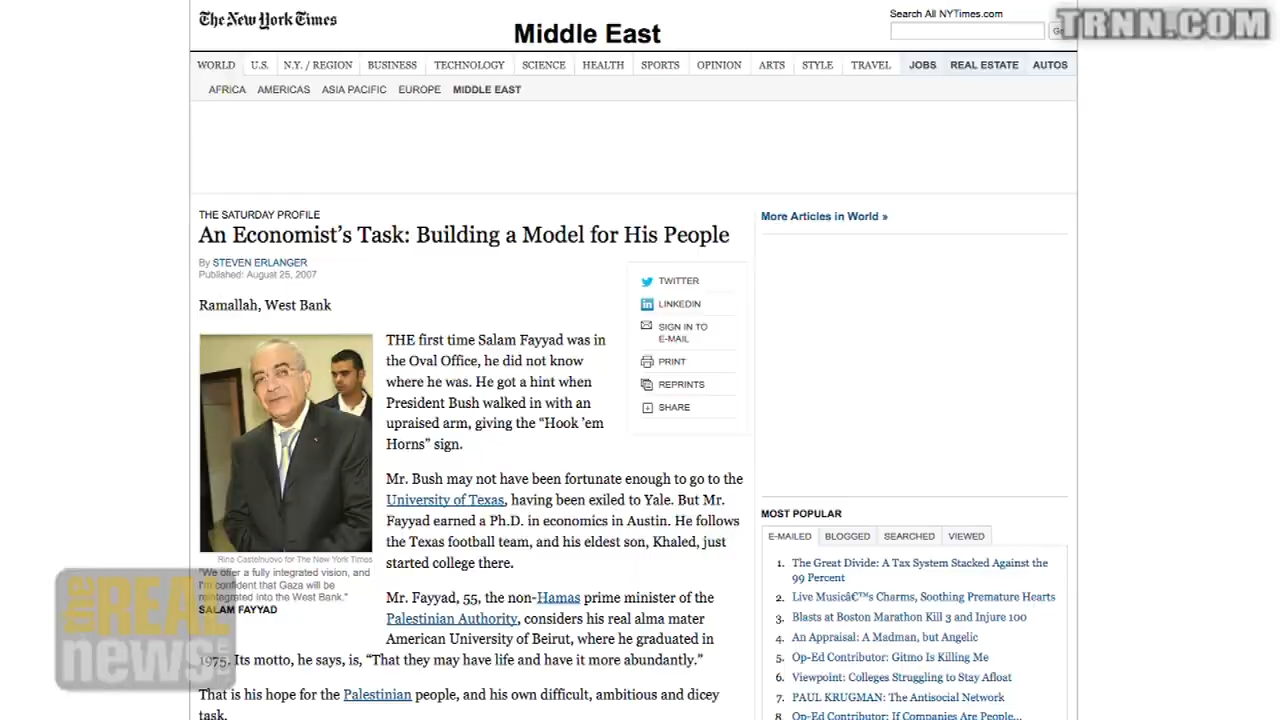 The New York Times
Middle East
Search All NYTimes.com
Go
TRNN.COM
WORLD U.S. N.Y. / REGION BUSINESS TECHNOLOGY SCIENCE HEALTH SPORTS OPINION ARTS STYLE TRAVEL JOBS REAL ESTATE AUTOS
AFRICA AMERICAS ASIA PACIFIC EUROPE MIDDLE EAST
THE SATURDAY PROFILE
An Economist's Task: Building a Model for His People
By STEVEN ERLANGER
Published: August 25, 2007
Ramallah, West Bank
TWITTER
LINKEDIN
SIGN IN TO
E-MAIL
PRINT
REPRINTS
SHARE
THE first time Salam Fayyad was in
the Oval Office, he did not know
where he was. He got a hint when
President Bush walked in with an
upraised arm, giving the “Hook ’em
Horns” sign.
Mr. Bush may not have been fortunate enough to go to the
University of Texas, having been exiled to Yale. But Mr.
Fayyad earned a Ph.D. in economics in Austin. He follows
the Texas football team, and his eldest son, Khaled, just
started college there.
Rina Castelnuovo for The New York Times
"We offer a fully integrated vision, and
I'm confident that Gaza will be
reintegrated into the West Bank."
SALAM FAYYAD
Mr. Fayyad, 55, the non-Hamas prime minister of the
Palestinian Authority, considers his real alma mater
American University of Beirut, where he graduated in
1975. Its motto, he says, is, “That they may have life and have it more abundantly.”
That is his hope for the Palestinian people, and his own difficult, ambitious and dicey
task.
More Articles in World »
MOST POPULAR
E-MAILED BLOGGED SEARCHED VIEWED
1. The Great Divide: A Tax System Stacked Against the
99 Percent
2. Live Musicâ€™s Charms, Soothing Premature Hearts
3. Blasts at Boston Marathon Kill 3 and Injure 100
4. An Appraisal: A Madman, but Angelic
5. Op-Ed Contributor: Gitmo Is Killing Me
6. Viewpoint: Colleges Struggling to Stay Afloat
7. PAUL KRUGMAN: The Antisocial Network
8. Op-Ed Contributor: If Companies Are People...
the REAL
news